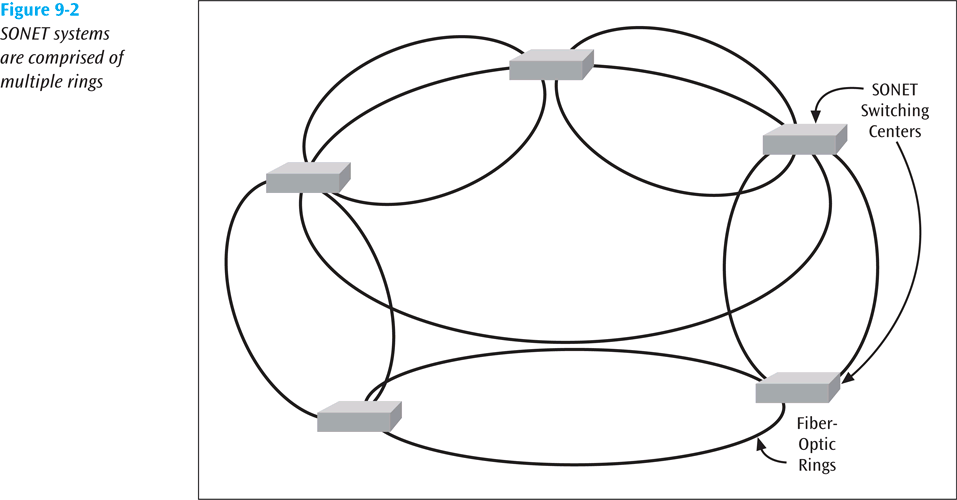 Figure 9-2
SONET systems
are comprised of
multiple rings
SONET
Switching
Centers
Fiber-
Optic
Rings